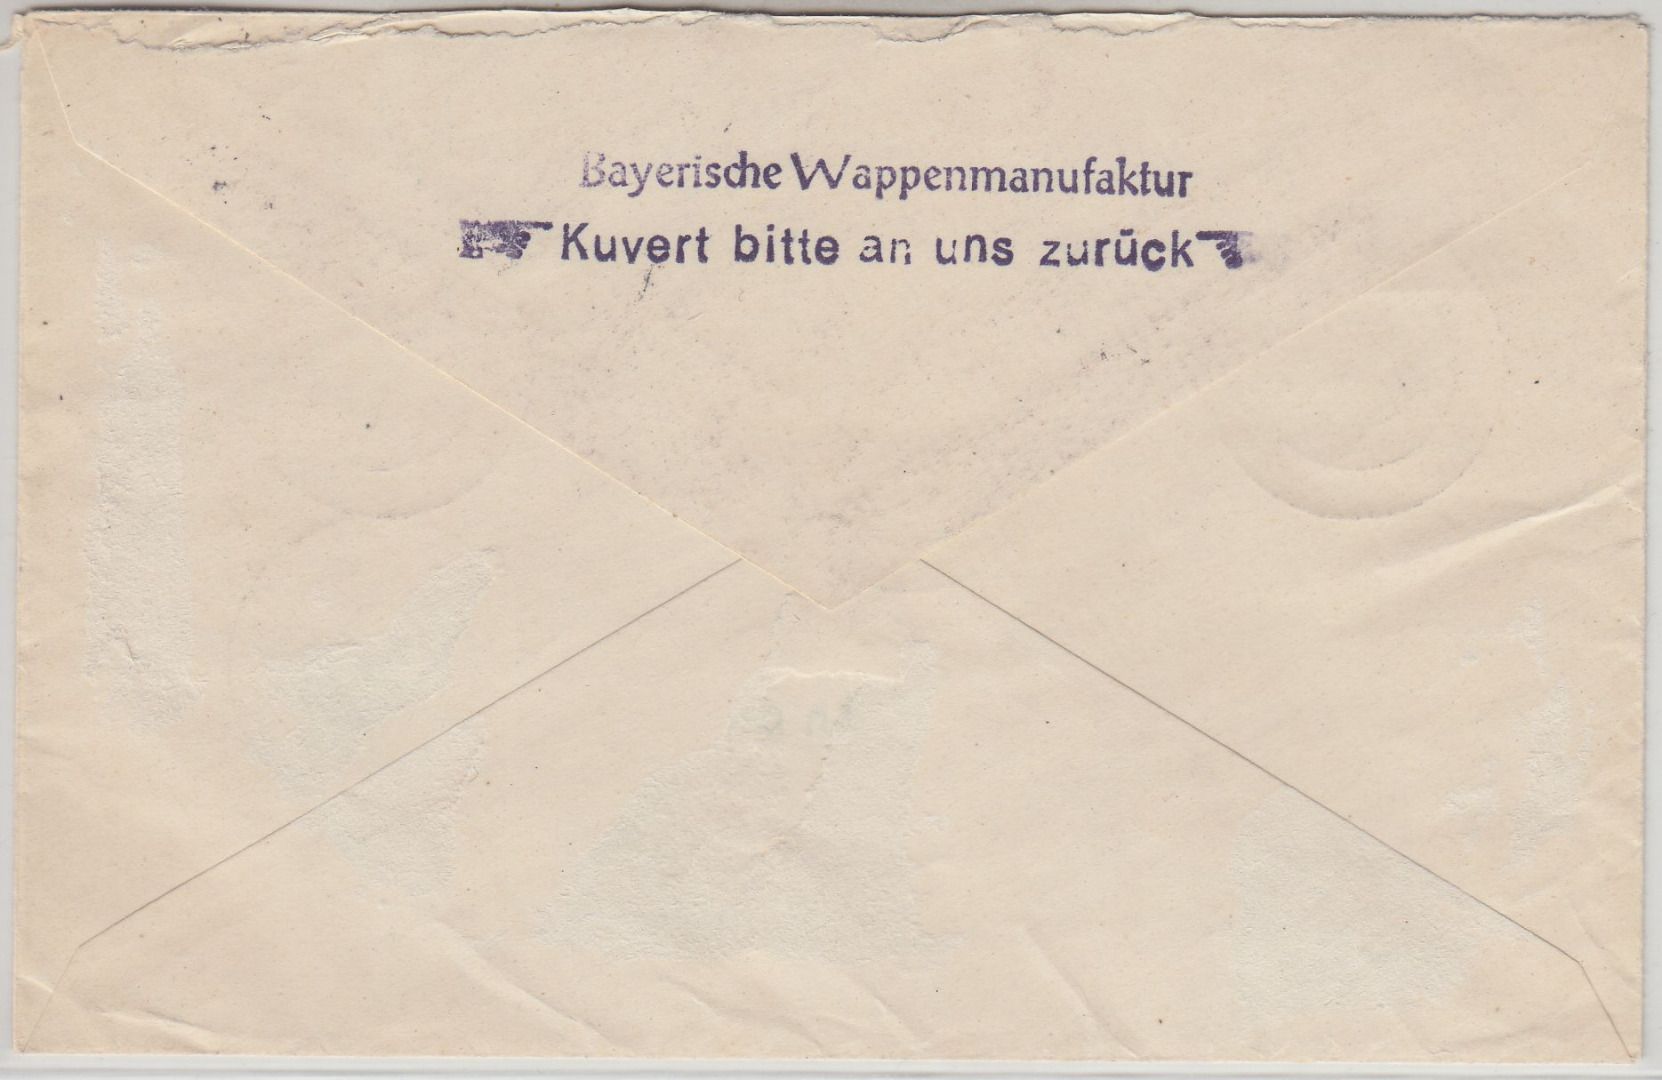 Bayerische Wappenmanufaktur
Kuvert bitte an uns zurück